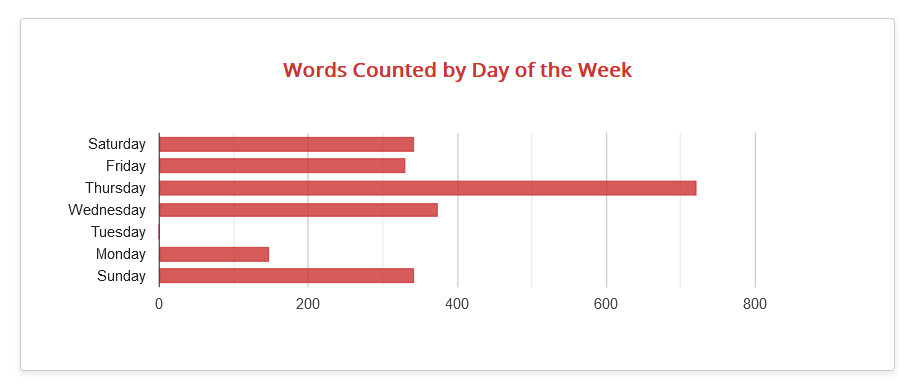 Words Counted by Day of the Week
Saturday
Friday
Thursday
Wednesday
Tuesday
Monday
Sunday
0 200 400 600 800